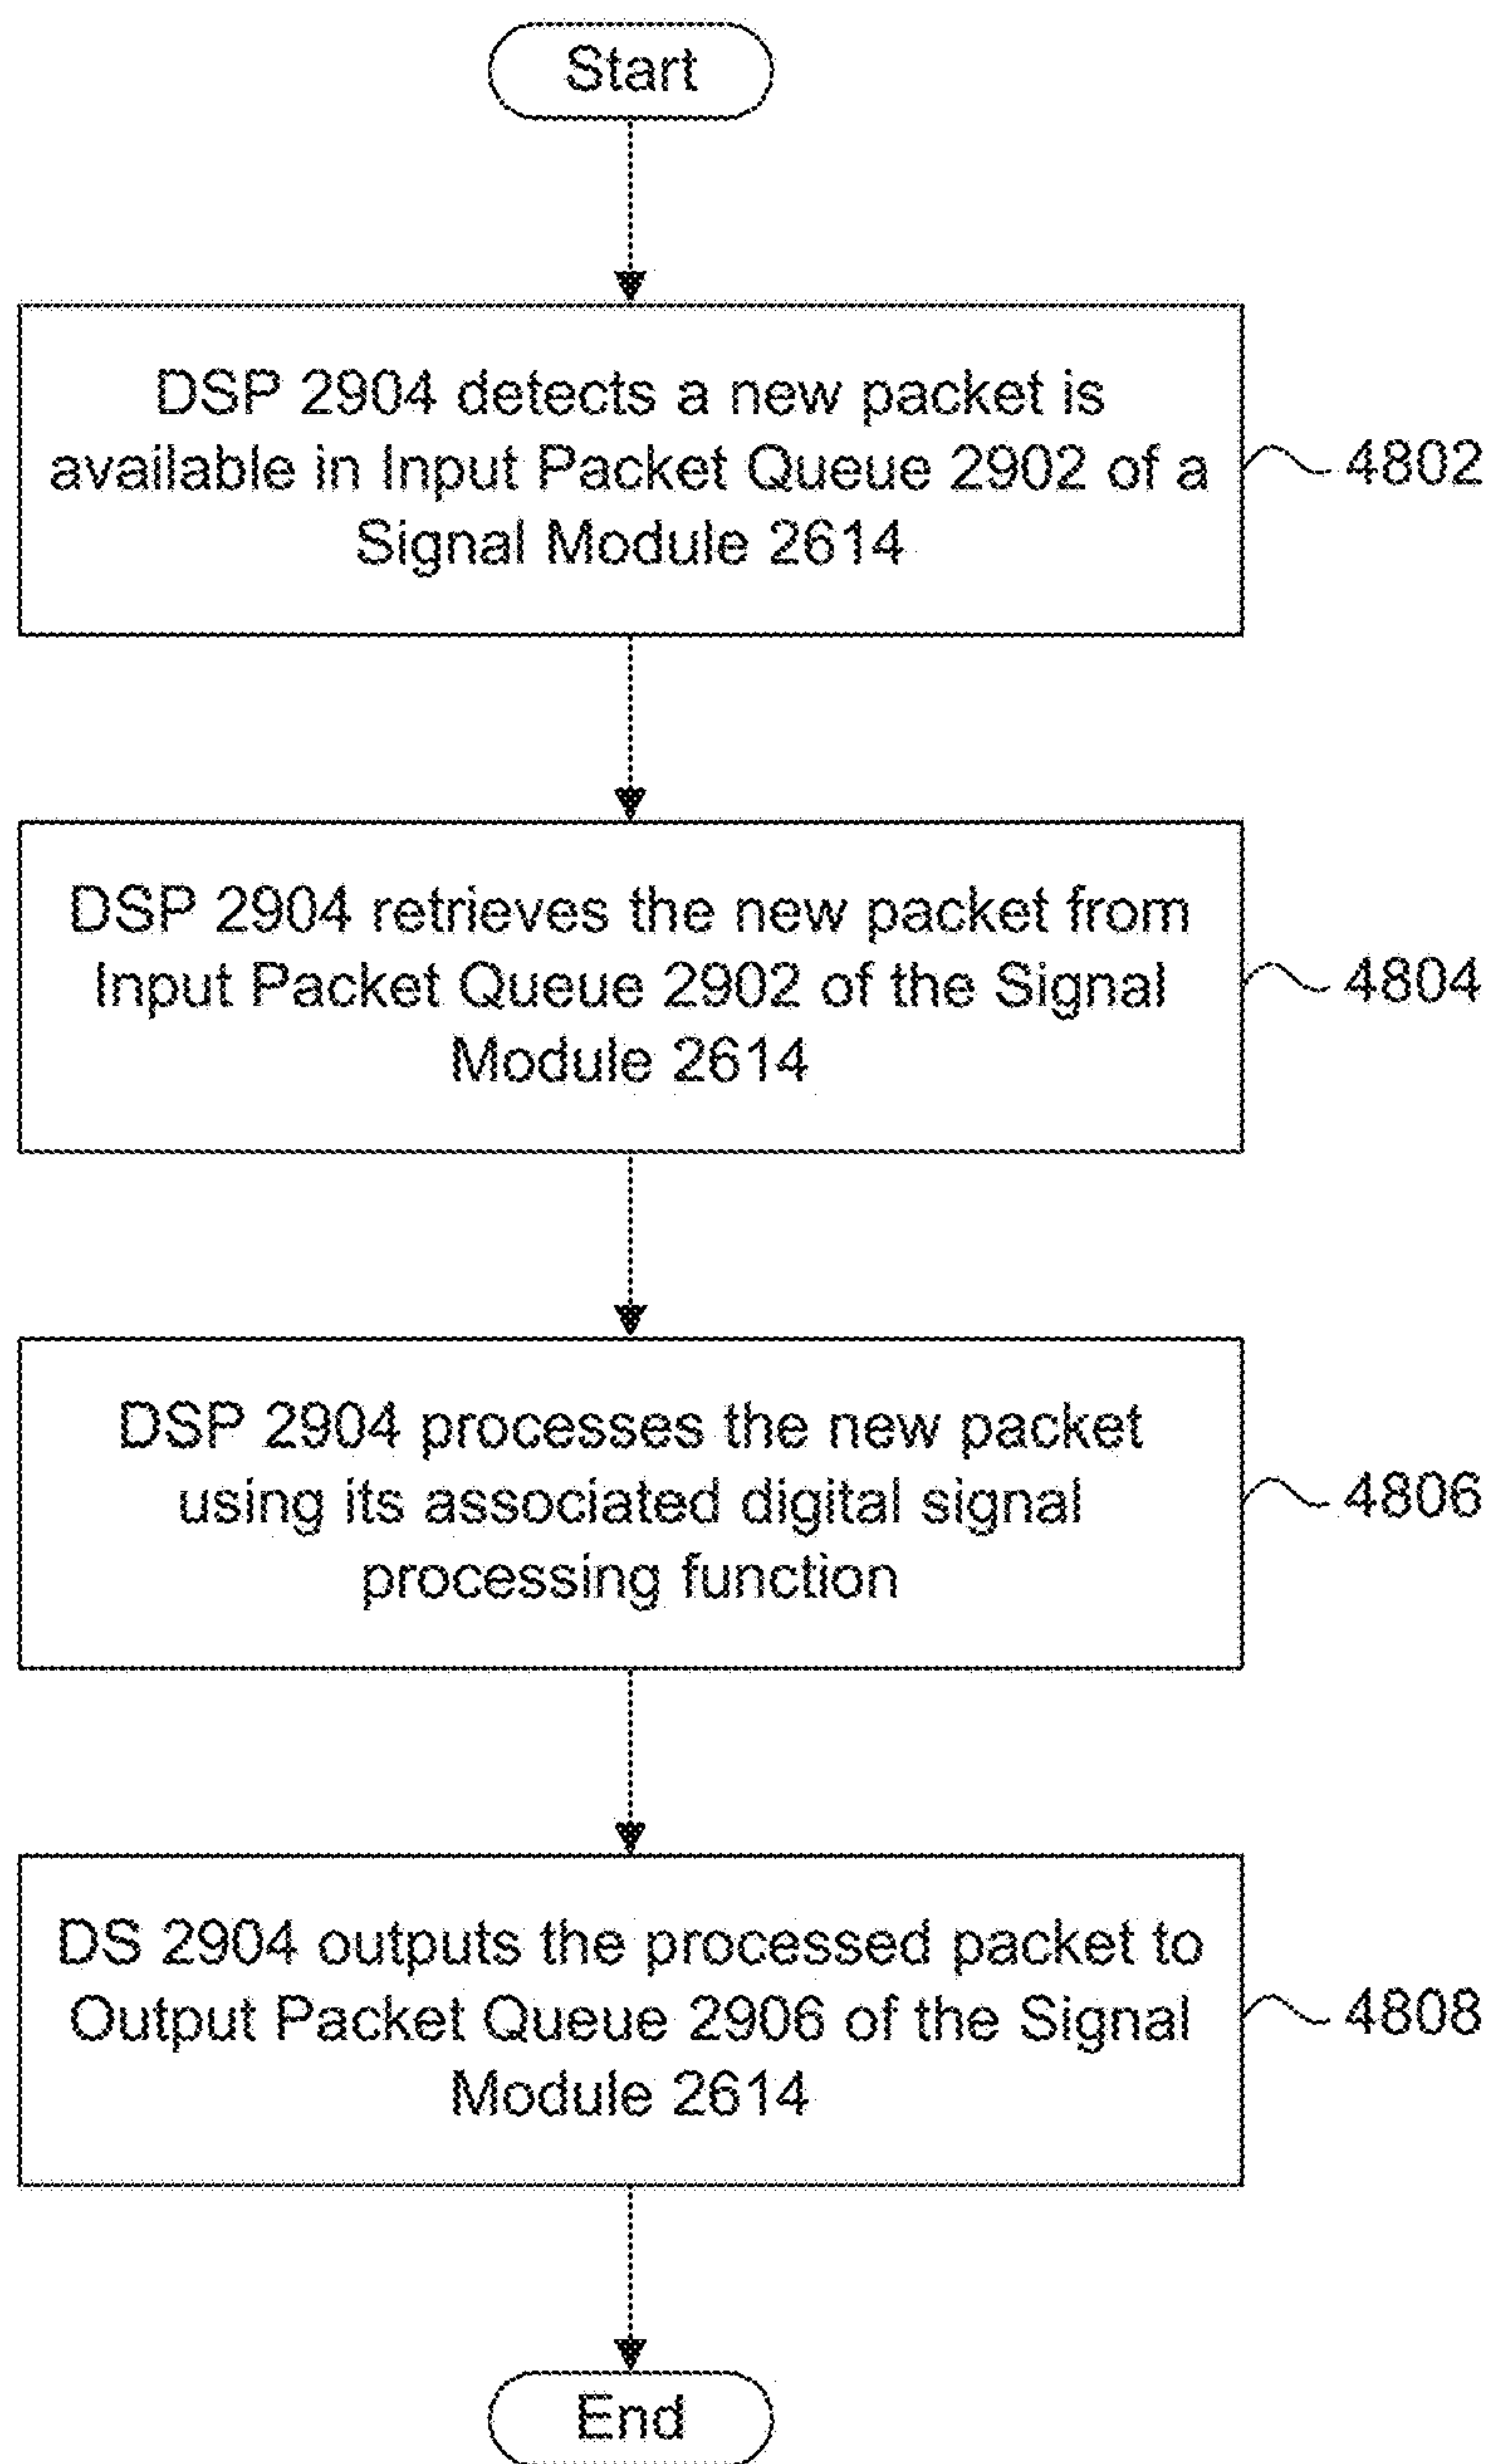 Start
DSP 2904 detects a new packet is
available in Input Packet Queue 2902 of a
Signal Module 2614
4802
DSP 2904 retrieves the new packet from
Input Packet Queue 2902 of the Signal
Module 2614
4804
DSP 2904 processes the new packet
using its associated digital signal
processing function
4806
DS 2904 outputs the processed packet to
Output Packet Queue 2906 of the Signal
Module 2614
4808
End